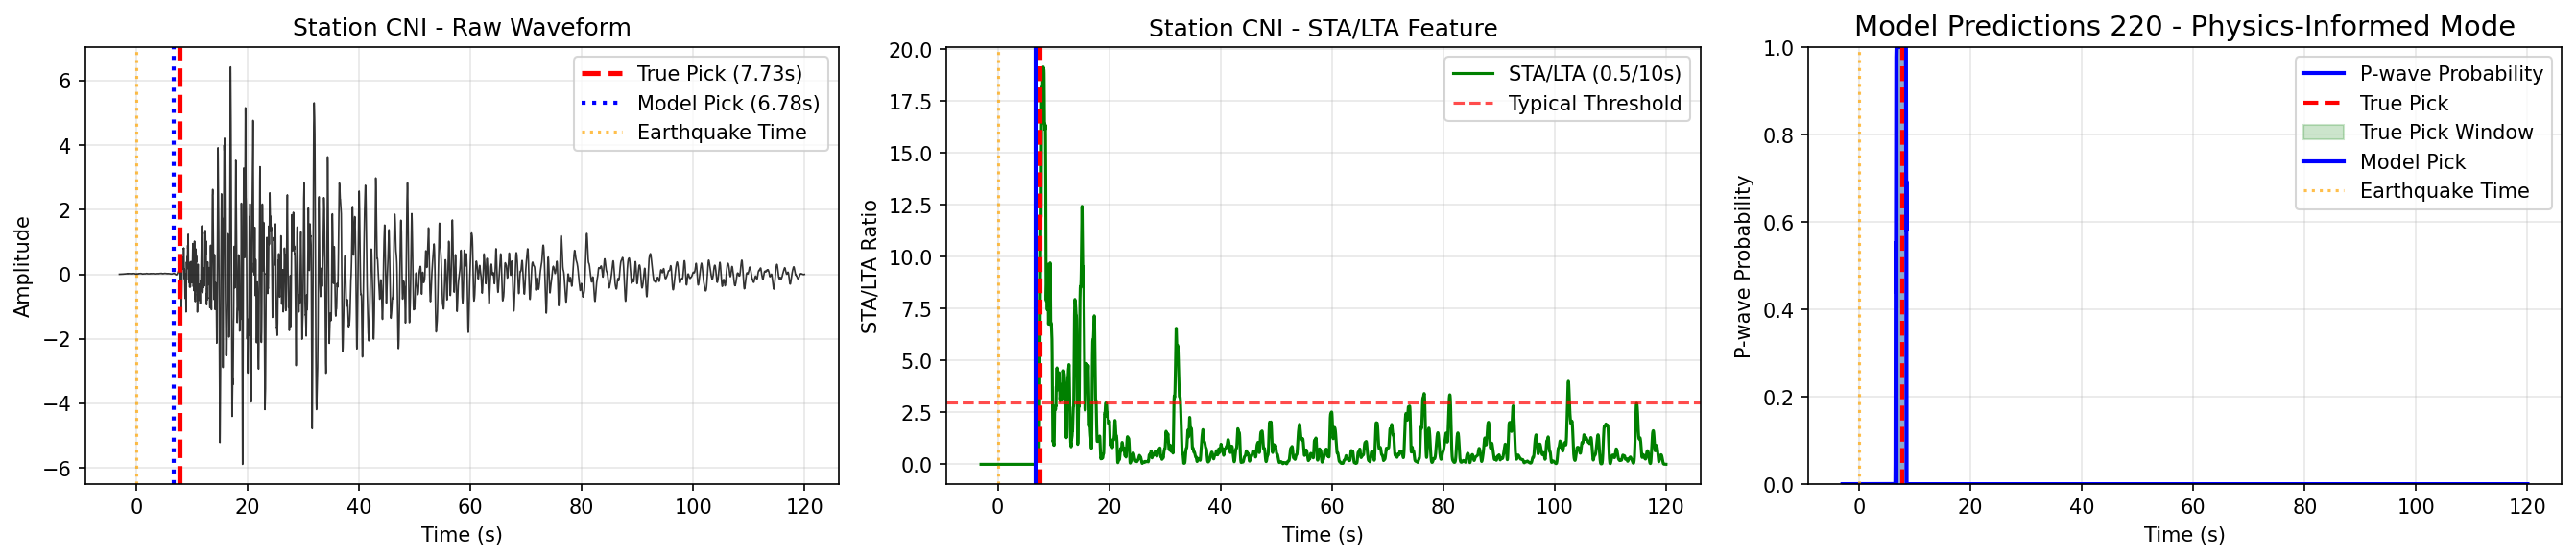 Station CNI - Raw Waveform
Amplitude
6
4
2
0
−2
−4
−6
True Pick (7.73s)
Model Pick (6.78s)
Earthquake Time
0 20 40 60 80 100 120
Time (s)
Station CNI - STA/LTA Feature
STA/LTA Ratio
20.0
17.5
15.0
12.5
10.0
7.5
5.0
2.5
0.0
STA/LTA (0.5/10s)
Typical Threshold
0 20 40 60 80 100 120
Time (s)
Model Predictions 220 - Physics-Informed Mode
P-wave Probability
1.0
0.8
0.6
0.4
0.2
0.0
P-wave Probability
True Pick
True Pick Window
Model Pick
Earthquake Time
0 20 40 60 80 100 120
Time (s)